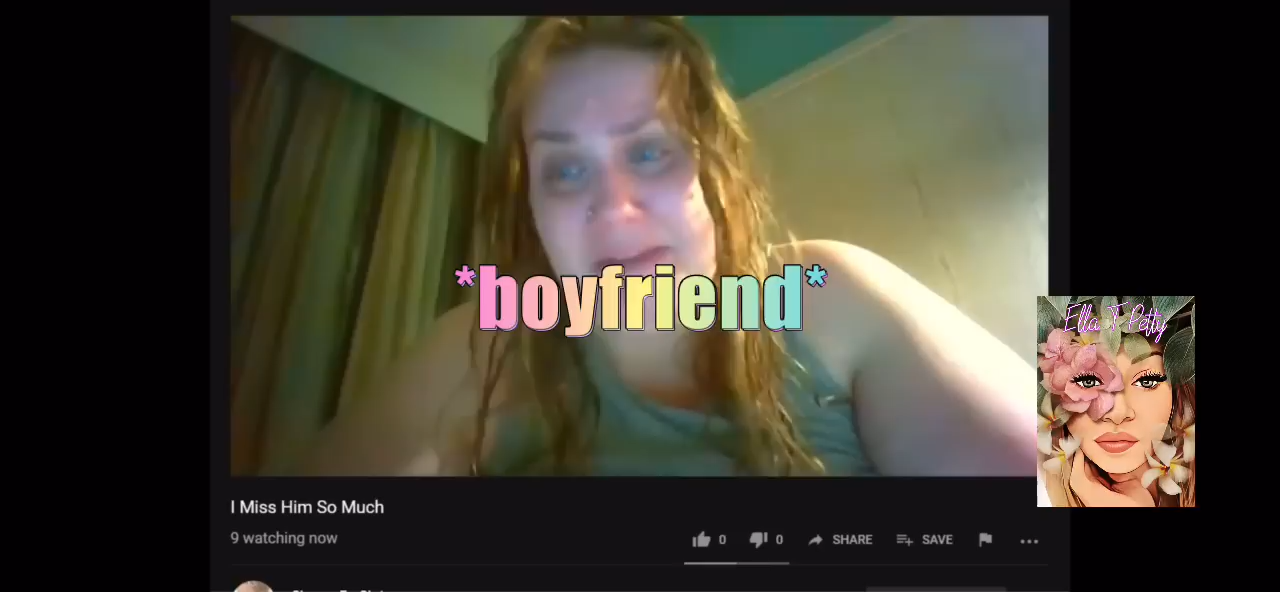 *boyfriend*
Ella T Petty
I Miss Him So Much
9 watching now
0
0
SHARE
SAVE